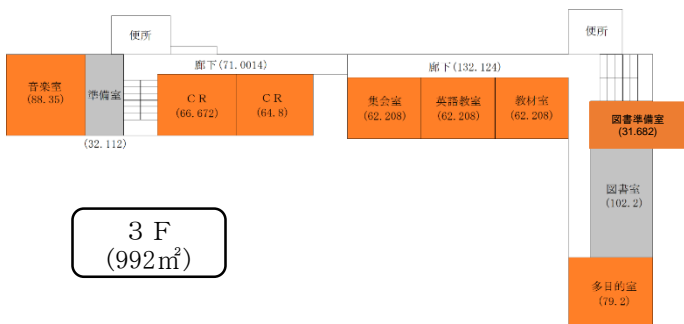 便所
便所
廊下(71.0014)
廊下(132.124)
音楽室
(88.35)
準備室
(32.112)
ＣＲ
(66.672)
ＣＲ
(64.8)
集会室
(62.208)
英語教室
(62.208)
教材室
(62.208)
図書準備室
(31.682)
図書室
(102.2)
多目的室
(79.2)
３Ｆ
(992㎡)